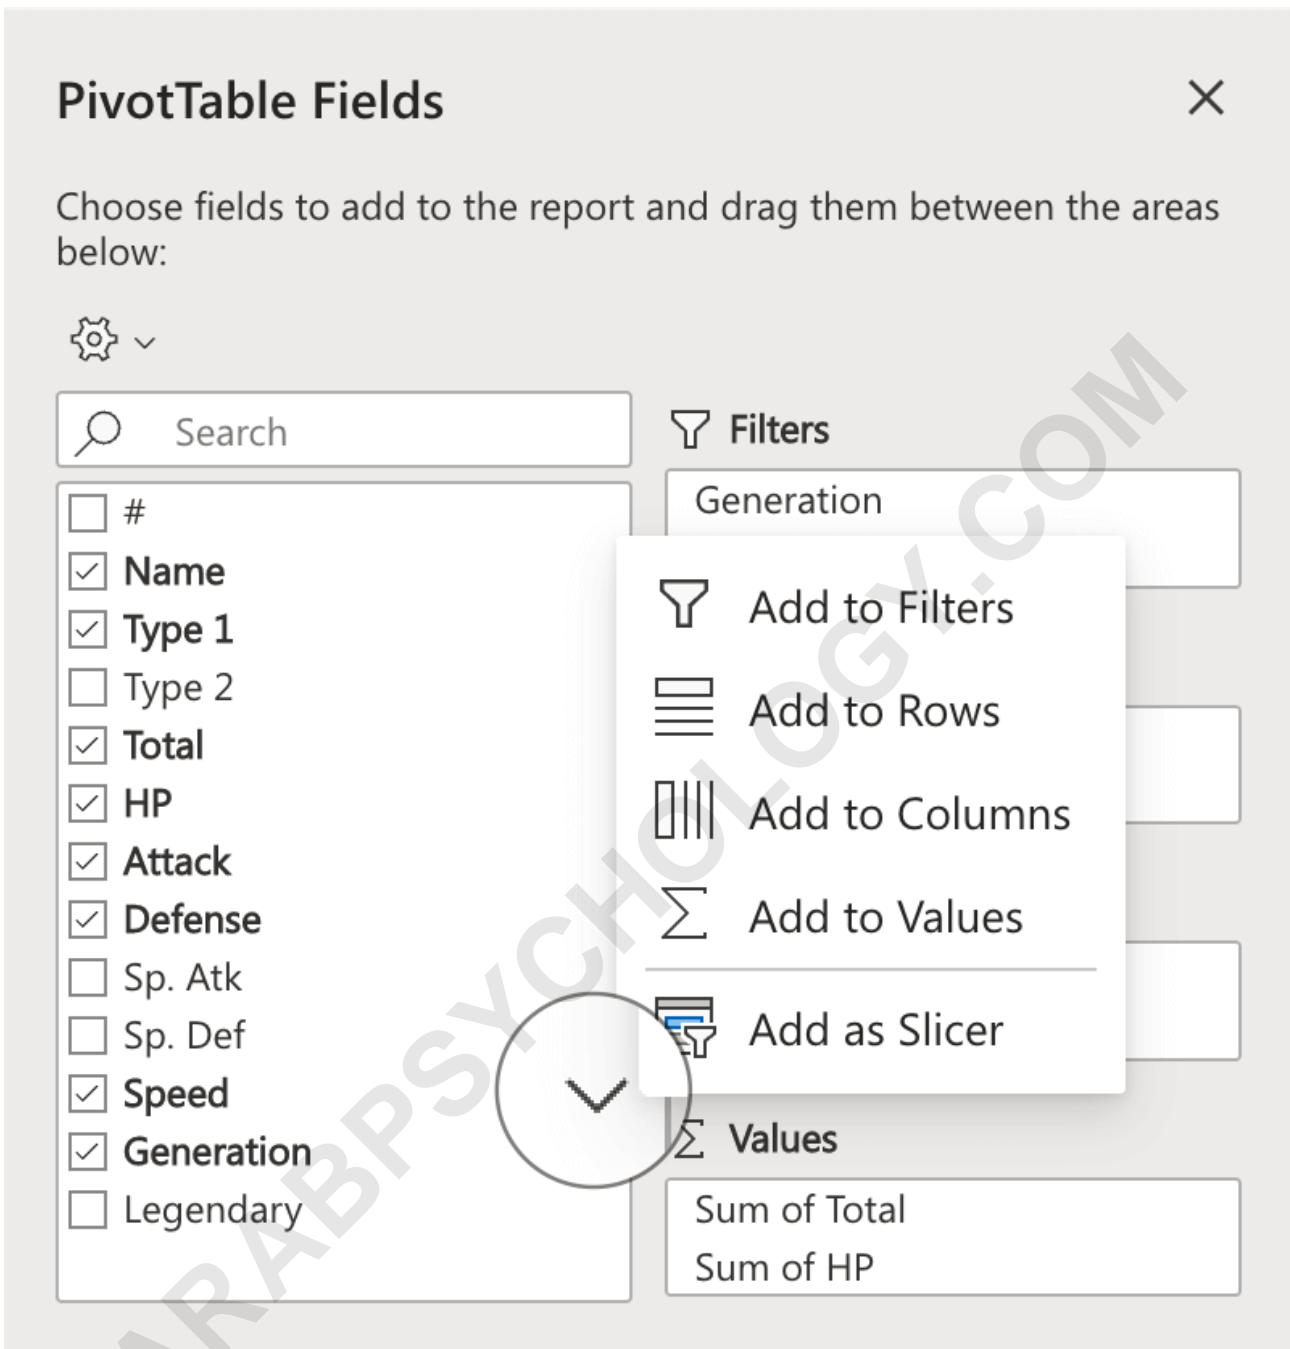 PivotTable Fields
Choose fields to add to the report and drag them between the areas
below:
Search
#
Name
Type 1
Type 2
Total
HP
Attack
Defense
Sp. Atk
Sp. Def
Speed
Generation
Legendary
Filters
Generation
Add to Filters
Add to Rows
Add to Columns
Add to Values
Add as Slicer
Values
Sum of Total
Sum of HP
ARABPSYCHOLOGY.COM